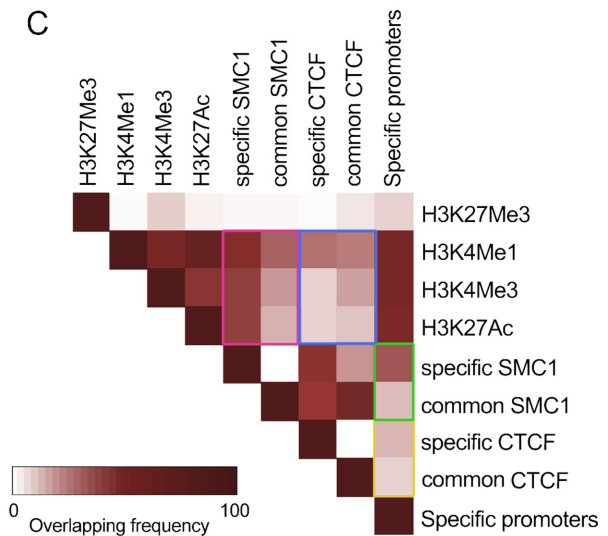 C
H3K27Me3
H3K4Me1
H3K4Me3
H3K27Ac
specific SMC1
common SMC1
specific CTCF
common CTCF
Specific promoters
H3K27Me3
H3K4Me1
H3K4Me3
H3K27Ac
specific SMC1
common SMC1
specific CTCF
common CTCF
Specific promoters
0 100
Overlapping frequency